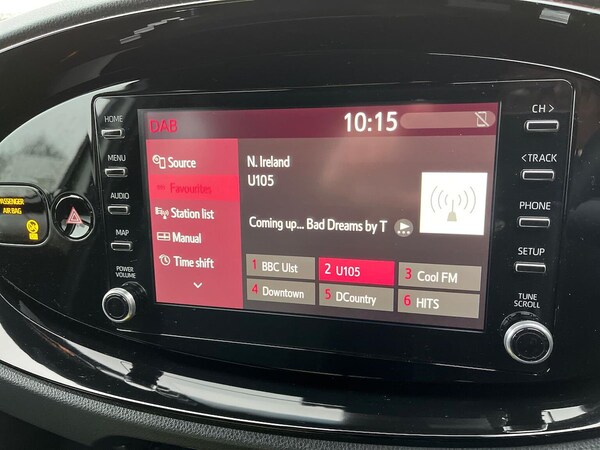 HOME
MENU
AUDIO
MAP
POWER
VOLUME
PASSENGER
AIR BAG
DAB
10:15
Source
Favourites
Station list
Manual
Time shift
N. Ireland
U105
Coming up... Bad Dreams by T
1 BBC Ulst
2 U105
3 Cool FM
4 Downtown
5 DCountry
6 HITS
CH >
< TRACK
PHONE
SETUP
TUNE
SCROLL